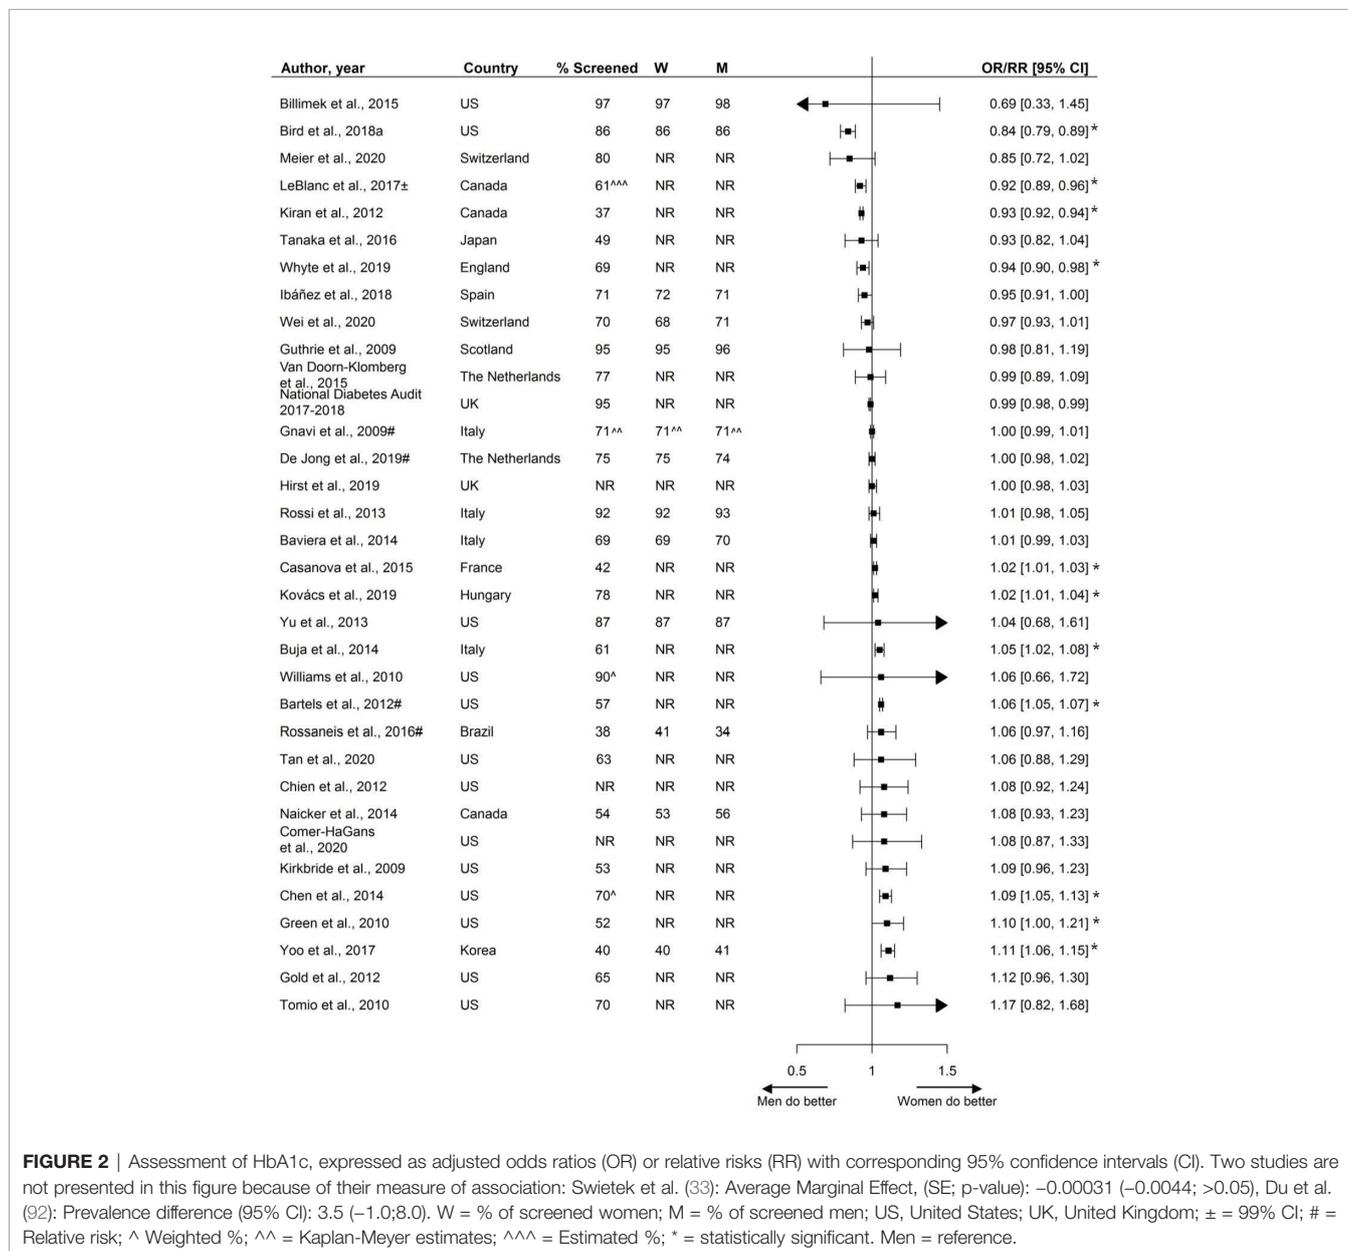 Author, year Country % Screened W M OR/RR [95% CI]
Billimek et al., 2015 US 97 97 98 0.69 [0.33, 1.45]
Bird et al., 2018a US 86 86 86 0.84 [0.79, 0.89]*
Meier et al., 2020 Switzerland 80 NR NR 0.85 [0.72, 1.02]
LeBlanc et al., 2017± Canada 61^^^ NR NR 0.92 [0.89, 0.96]*
Kiran et al., 2012 Canada 37 NR NR 0.93 [0.92, 0.94]*
Tanaka et al., 2016 Japan 49 NR NR 0.93 [0.82, 1.04]
Whyte et al., 2019 England 69 NR NR 0.94 [0.90, 0.98]*
Ibáñez et al., 2018 Spain 71 72 71 0.95 [0.91, 1.00]
Wei et al., 2020 Switzerland 70 68 71 0.97 [0.93, 1.01]
Guthrie et al., 2009 Scotland 95 95 96 0.98 [0.81, 1.19]
Van Doorn-Klomberg
et al., 2015 The Netherlands 77 NR NR 0.99 [0.89, 1.09]
National Diabetes Audit
2017-2018 UK 95 NR NR 0.99 [0.98, 0.99]
Gnavi et al., 2009# Italy 71^^ 71^^ 71^^ 1.00 [0.99, 1.01]
De Jong et al., 2019# The Netherlands 75 75 74 1.00 [0.98, 1.02]
Hirst et al., 2019 UK NR NR NR 1.00 [0.98, 1.03]
Rossi et al., 2013 Italy 92 92 93 1.01 [0.98, 1.05]
Baviera et al., 2014 Italy 69 69 70 1.01 [0.99, 1.03]
Casanova et al., 2015 France 42 NR NR 1.02 [1.01, 1.03] *
Kovács et al., 2019 Hungary 78 NR NR 1.02 [1.01, 1.04] *
Yu et al., 2013 US 87 87 87 1.04 [0.68, 1.61]
Buja et al., 2014 Italy 61 NR NR 1.05 [1.02, 1.08] *
Williams et al., 2010 US 90^ NR NR 1.06 [0.66, 1.72]
Bartels et al., 2012# US 57 NR NR 1.06 [1.05, 1.07] *
Rossaneis et al., 2016# Brazil 38 41 34 1.06 [0.97, 1.16]
Tan et al., 2020 US 63 NR NR 1.06 [0.88, 1.29]
Chien et al., 2012 US NR NR NR 1.08 [0.92, 1.24]
Naicker et al., 2014 Canada 54 53 56 1.08 [0.93, 1.23]
Comer-HaGans
et al., 2020 US NR NR NR 1.08 [0.87, 1.33]
Kirkbride et al., 2009 US 53 NR NR 1.09 [0.96, 1.23]
Chen et al., 2014 US 70^ NR NR 1.09 [1.05, 1.13] *
Green et al., 2010 US 52 NR NR 1.10 [1.00, 1.21] *
Yoo et al., 2017 Korea 40 40 41 1.11 [1.06, 1.15]*
Gold et al., 2012 US 65 NR NR 1.12 [0.96, 1.30]
Tomio et al., 2010 US 70 NR NR 1.17 [0.82, 1.68]
0.5 1 1.5
Men do better Women do better
FIGURE 2 | Assessment of HbA1c, expressed as adjusted odds ratios (OR) or relative risks (RR) with corresponding 95% confidence intervals (CI). Two studies are
not presented in this figure because of their measure of association: Swietek et al. (33): Average Marginal Effect, (SE; p-value): −0.00031 (−0.0044; >0.05), Du et al.
(92): Prevalence difference (95% CI): 3.5 (−1.0;8.0). W = % of screened women; M = % of screened men; US, United States; UK, United Kingdom; ± = 99% CI; # =
Relative risk; ^ Weighted %; ^^ = Kaplan-Meyer estimates; ^^^ = Estimated %; * = statistically significant. Men = reference.